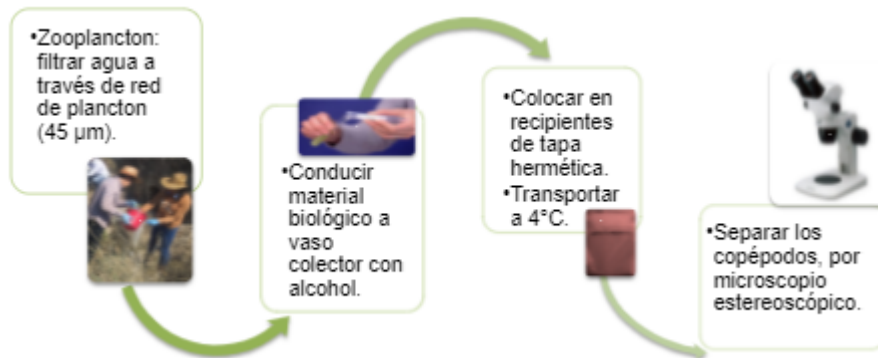 •Zooplancton:
filtrar agua a
través de red
de plancton
(45 µm).
•Conducir
material
biológico a
vaso
colector con
alcohol.
•Colocar en
recipientes
de tapa
hermética.
•Transportar
a 4°C.
•Separar los
copépodos, por
microscopio
estereoscópico.